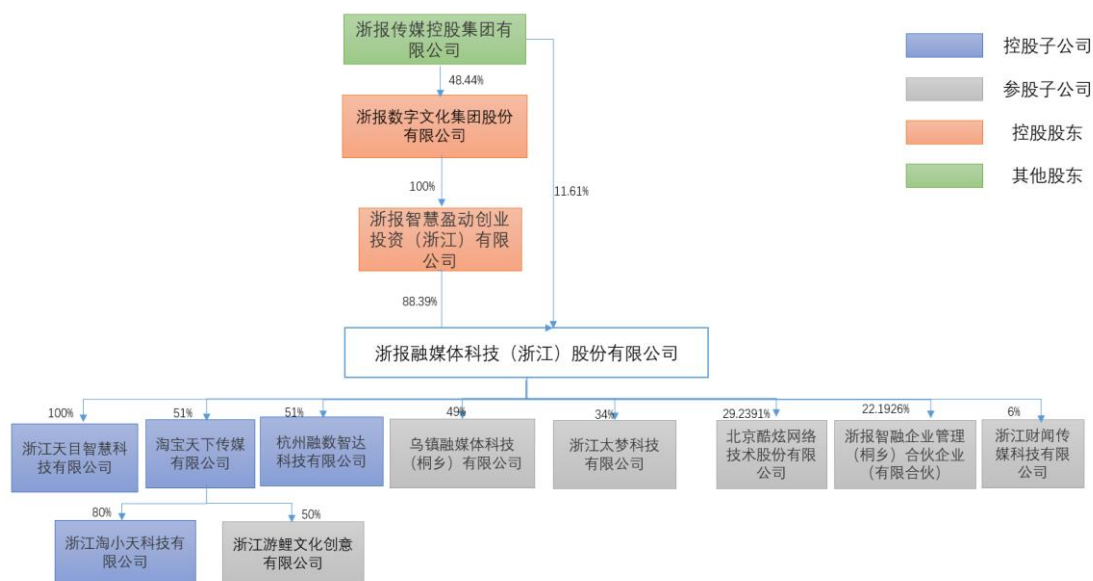 浙报传媒控股集团有
限公司
控股子公司
参股子公司
控股股东
其他股东
48.44%
浙报数字文化集团股份
有限公司
100%
11.61%
浙报智慧盈动创业
投资（浙江）有限
公司
88.39%
浙报融媒体科技（浙江）股份有限公司
100%
51%
51%
49%
34%
29.2391%
22.1926%
6%
浙江天目智慧科
技有限公司
淘宝天下传媒
有限公司
杭州融数智达
科技有限公司
乌镇融媒体科技
（桐乡）有限公司
浙江太梦科技
有限公司
北京酷炫网络
技术股份有限
公司
浙报智融企业管理
（桐乡）合伙企业
（有限合伙）
浙江财闻传
媒科技有限
公司
80%
50%
浙江淘小天科技有
限公司
浙江游鲤文化创意
有限公司